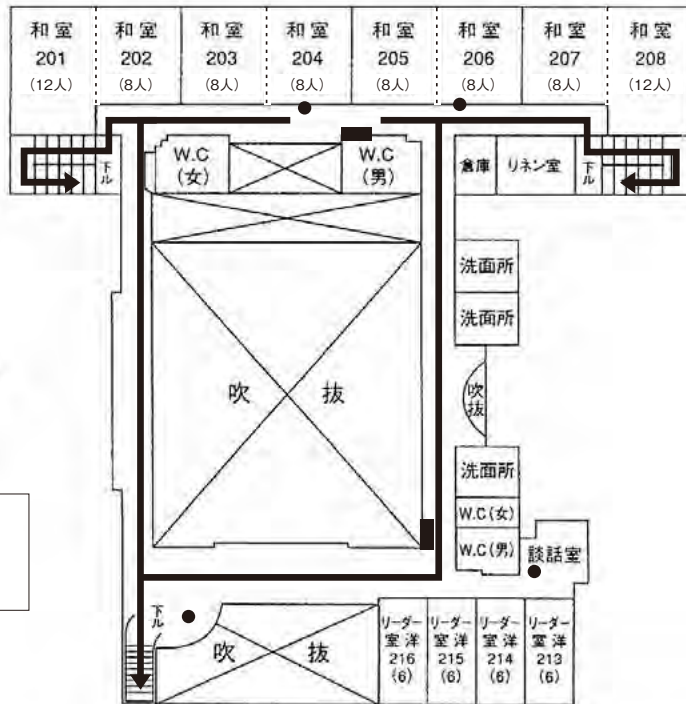 和室
201
(12人)
和室
202
(8人)
和室
203
(8人)
和室
204
(8人)
和室
205
(8人)
和室
206
(8人)
和室
207
(8人)
和室
208
(12人)
下ル
W.C
(女)
W.C
(男)
倉庫
リネン室
下ル
洗面所
洗面所
吹抜
吹抜
洗面所
W.C(女)
W.C(男)
談話室
下ル
吹抜
リーダー
室洋
216
(6)
リーダー
室洋
215
(6)
リーダー
室洋
214
(6)
リーダー
室洋
213
(6)